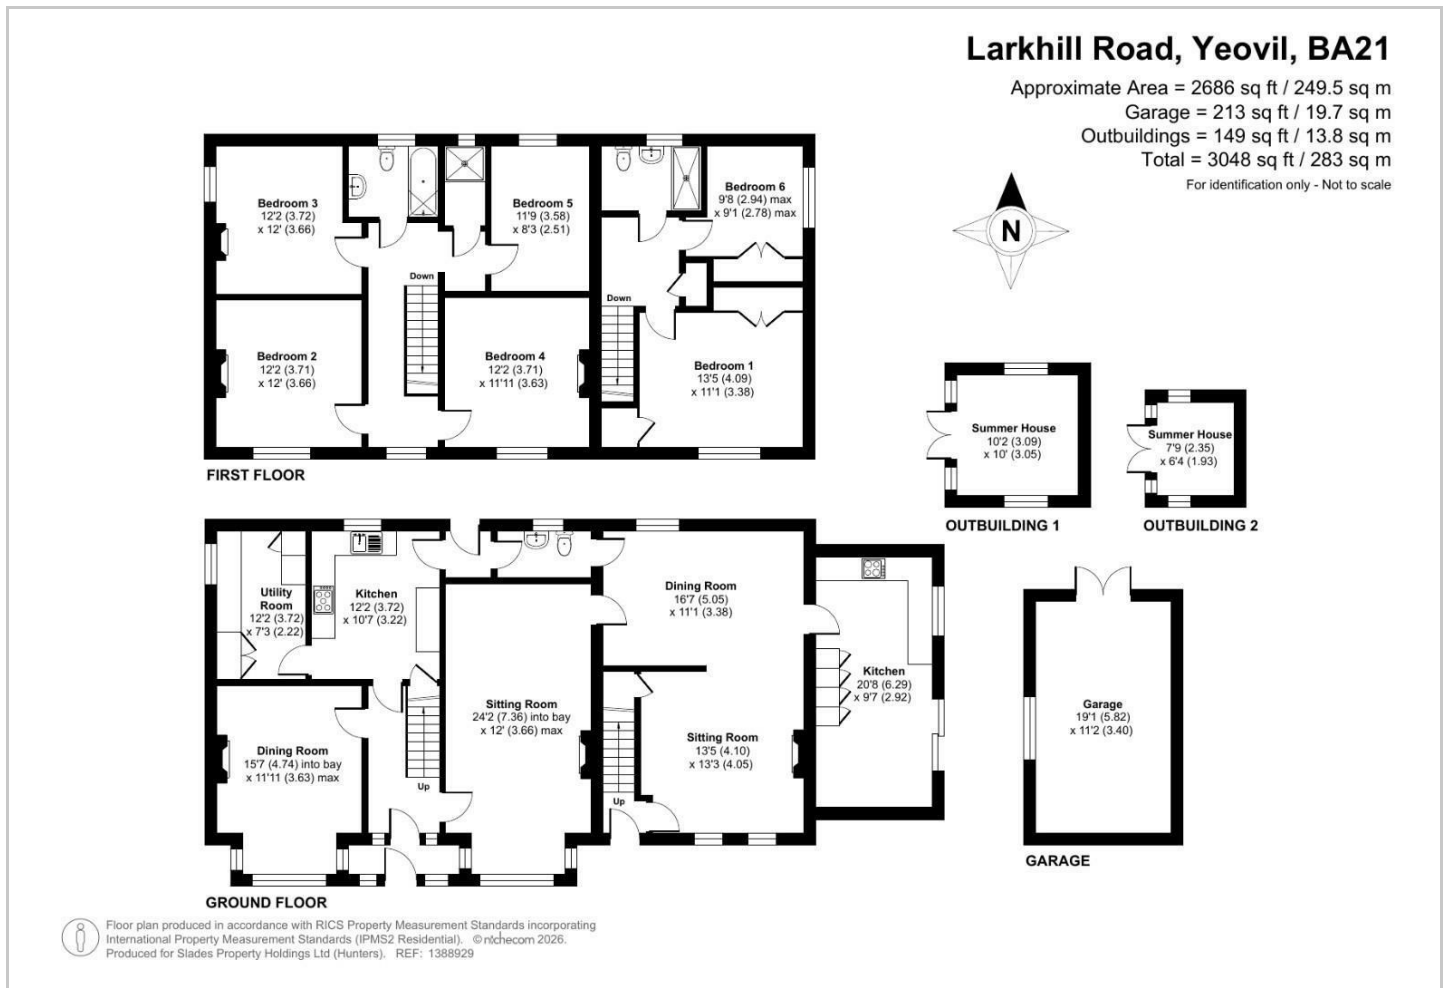 Larkhill Road, Yeovil, BA21
Approximate Area = 2686 sq ft / 249.5 sq m
Garage = 213 sq ft / 19.7 sq m
Outbuildings = 149 sq ft / 13.8 sq m
Total = 3048 sq ft / 283 sq m
For identification only - Not to scale
N
Bedroom 3
12'2 (3.72)
x 12' (3.66)
Bedroom 5
11'9 (3.58)
x 8'3 (2.51)
Bedroom 6
9'8 (2.94) max
x 9'1 (2.78) max
Down
Down
Bedroom 2
12'2 (3.71)
x 12' (3.66)
Bedroom 4
12'2 (3.71)
x 11'11 (3.63)
Bedroom 1
13'5 (4.09)
x 11'1 (3.38)
FIRST FLOOR
Summer House
10'2 (3.09)
x 10' (3.05)
OUTBUILDING 1
Summer House
7'9 (2.35)
x 6'4 (1.93)
OUTBUILDING 2
Utility
Room
12'2 (3.72)
x 7'3 (2.22)
Kitchen
12'2 (3.72)
x 10'7 (3.22)
Dining Room
16'7 (5.05)
x 11'1 (3.38)
Kitchen
20'8 (6.29)
x 9'7 (2.92)
Sitting Room
24'2 (7.36) into bay
x 12' (3.66) max
Sitting Room
13'5 (4.10)
x 13'3 (4.05)
Dining Room
15'7 (4.74) into bay
x 11'11 (3.63) max
Up
Up
Garage
19'1 (5.82)
x 11'2 (3.40)
GARAGE
GROUND FLOOR
Floor plan produced in accordance with RICS Property Measurement Standards incorporating
International Property Measurement Standards (IPMS2 Residential). ©nichecom 2026.
Produced for Slades Property Holdings Ltd (Hunters). REF: 1388929